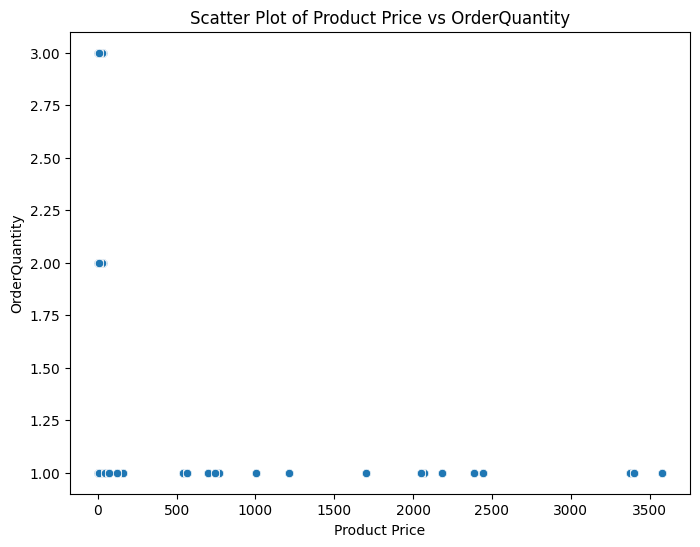 Scatter Plot of Product Price vs OrderQuantity
3.00
2.75
2.50
2.25
2.00
1.75
1.50
1.25
1.00
OrderQuantity
0 500 1000 1500 2000 2500 3000 3500
Product Price